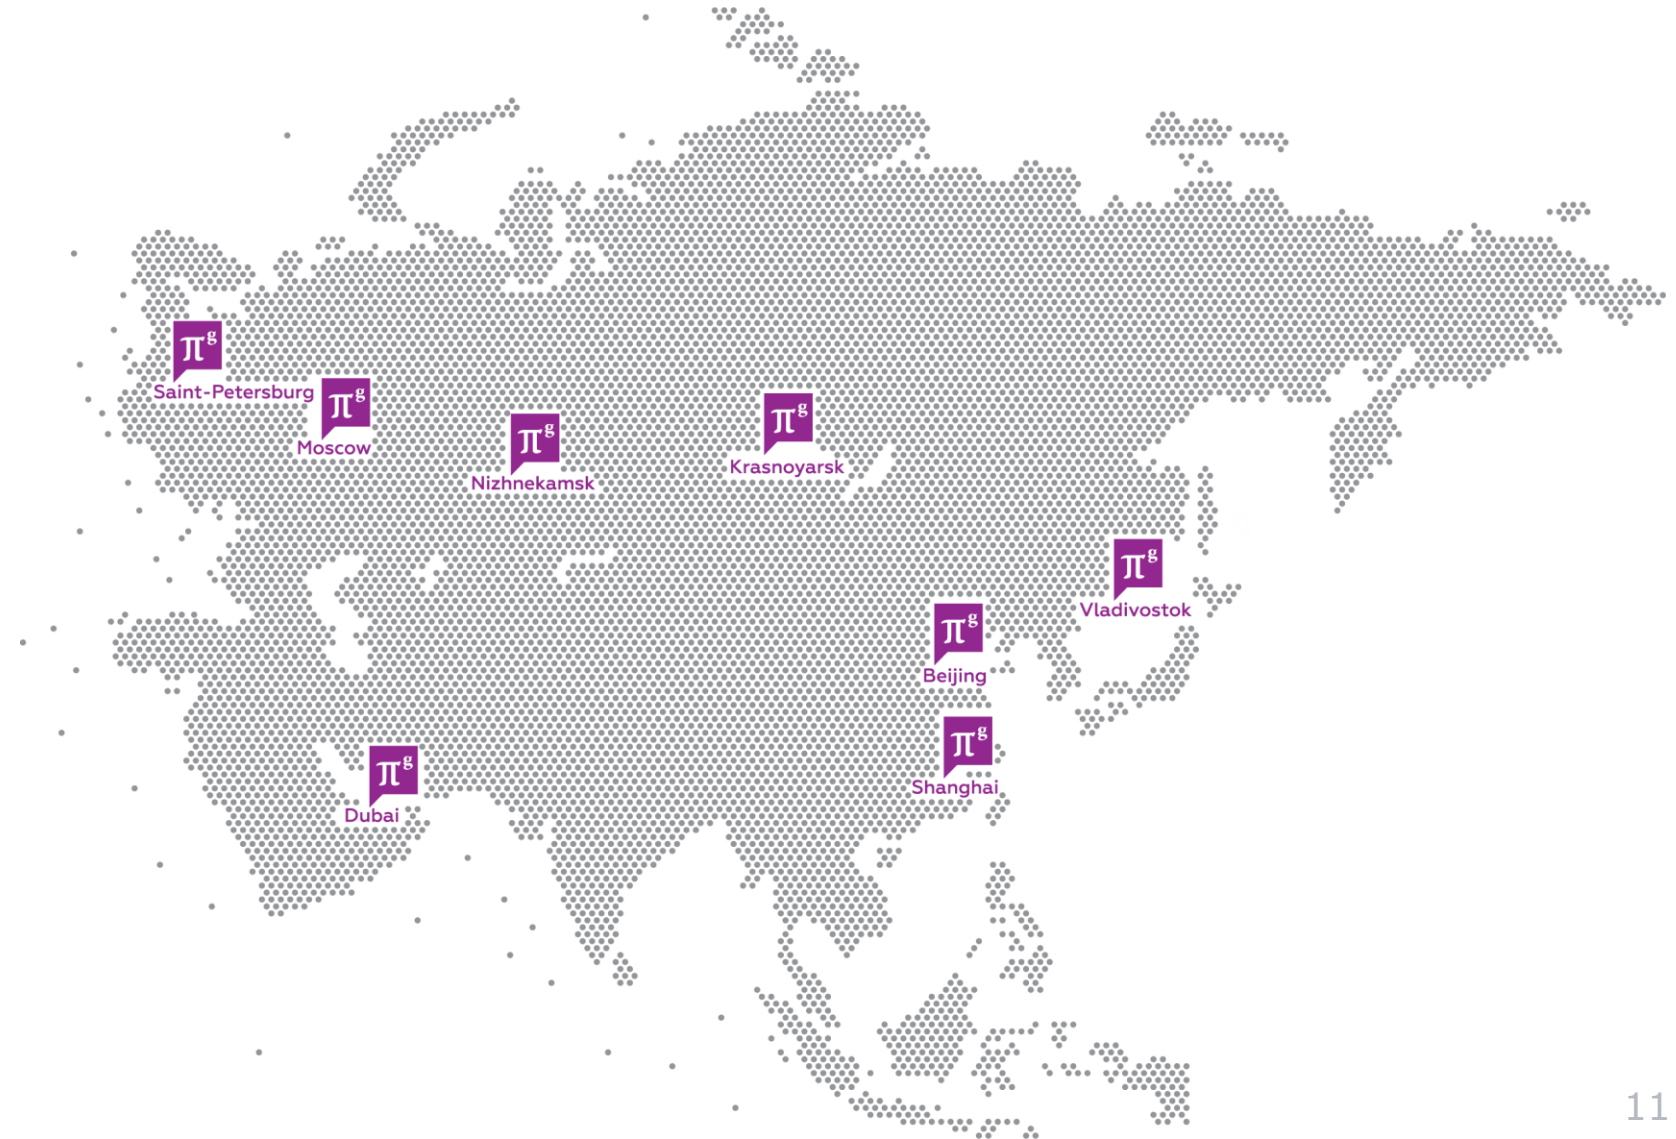 πg
Saint-Petersburg
πg
Moscow
πg
Krasnoyarsk
πg
Nizhnekamsk
πg
Vladivostok
πg
Beijing
πg
Shanghai
πg
Dubai
11